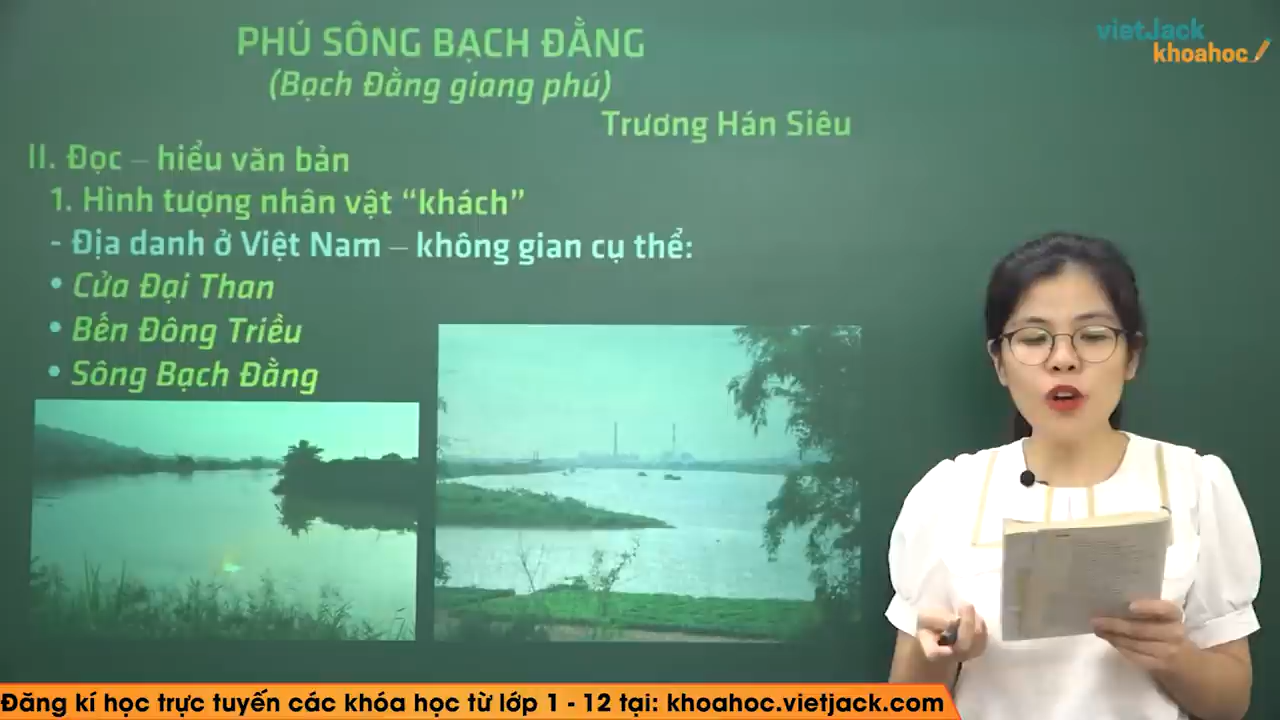 PHÚ SÔNG BẠCH ĐẰNG
(Bạch Đằng giang phú)
Trương Hán Siêu
II. Đọc – hiểu văn bản
1. Hình tượng nhân vật “khách”
- Địa danh ở Việt Nam – không gian cụ thể:
• Cửa Đại Than
• Bến Đông Triều
• Sông Bạch Đằng
vietJack
khoahoc
Đăng kí học trực tuyến các khóa học từ lớp 1 - 12 tại: khoahoc.vietjack.com